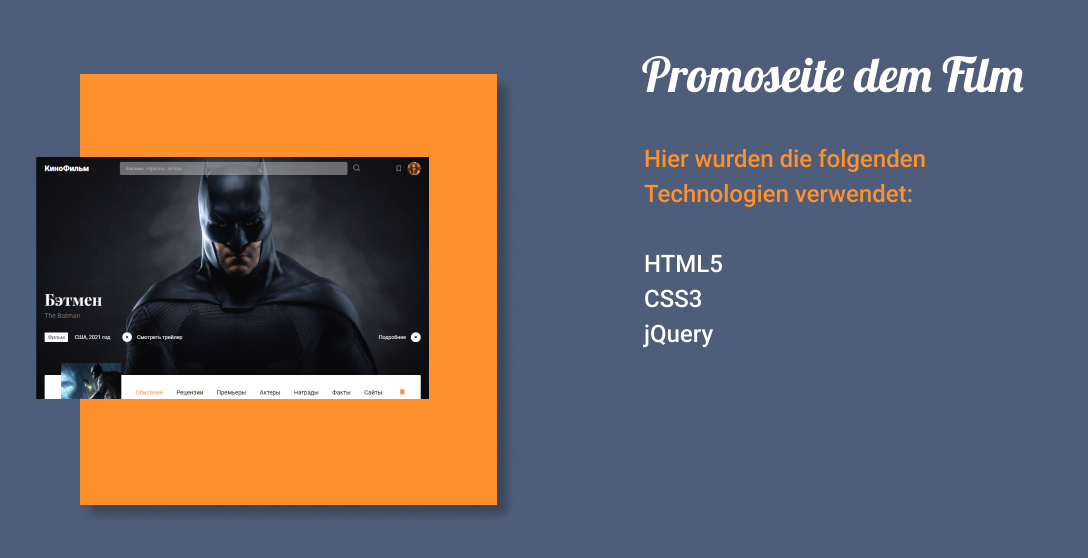 Promoseite dem Film
Hier wurden die folgenden
Technologien verwendet:
HTML5
CSS3
jQuery
КиноФильм
Фильмы, сериалы, актеры
Бэтмен
The Batman
Фильм США, 2021 год Смотреть трейлер Подробнее
Описание Рецензии Премьеры Актеры Награды Факты Сайты